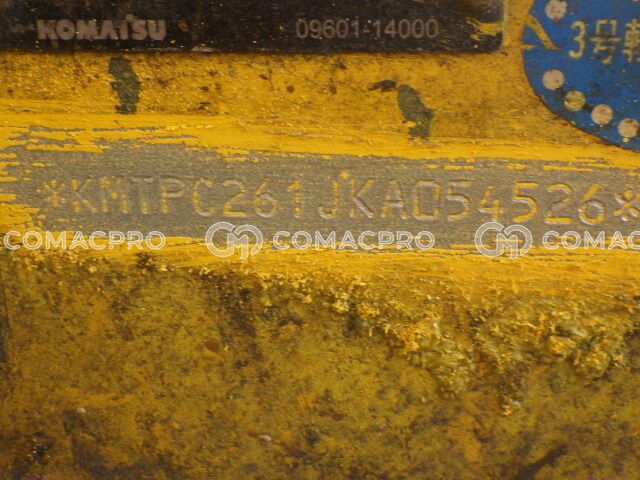 KOMATSU 09601-14000
3号
*KMTPC261JKA054526*
COMACPRO COMACPRO COMACPRO